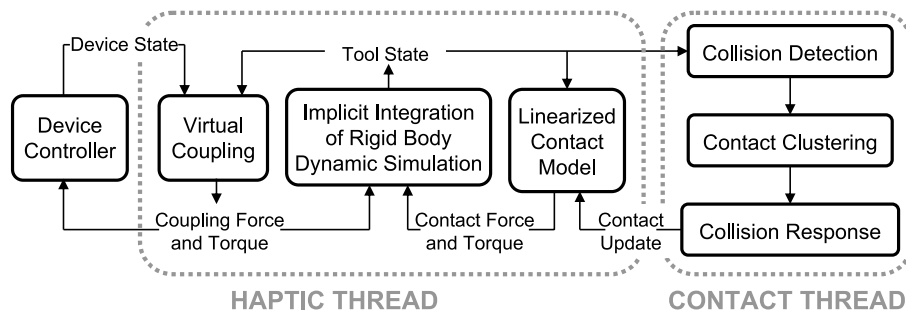 Device State
Tool State
Collision Detection
Device
Controller
Virtual
Coupling
Implicit Integration
of Rigid Body
Dynamic Simulation
Linearized
Contact
Model
Contact Clustering
Coupling Force
and Torque
Contact Force
and Torque
Contact
Update
Collision Response
HAPTIC THREAD
CONTACT THREAD